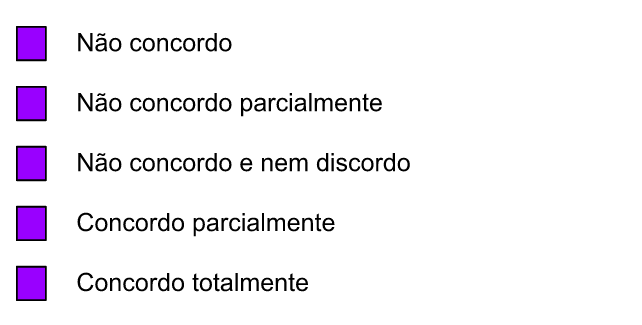 Não concordo
Não concordo parcialmente
Não concordo e nem discordo
Concordo parcialmente
Concordo totalmente